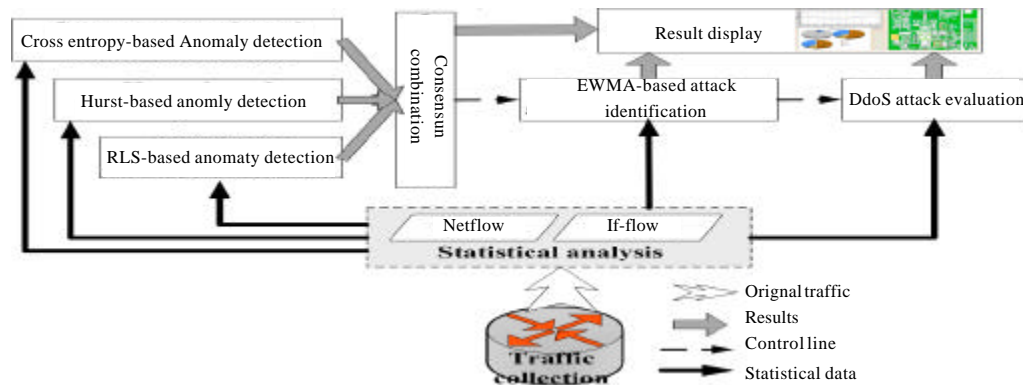 Cross entropy-based Anomaly detection
Hurst-based anomly detection
RLS-based anomaty detection
Consensun
combination
Result display
EWMA-based attack
identification
DdoS attack evaluation
Netflow
If-flow
Statistical analysis
Traffic
collection
Orignal traffic
Results
Control line
Statistical data